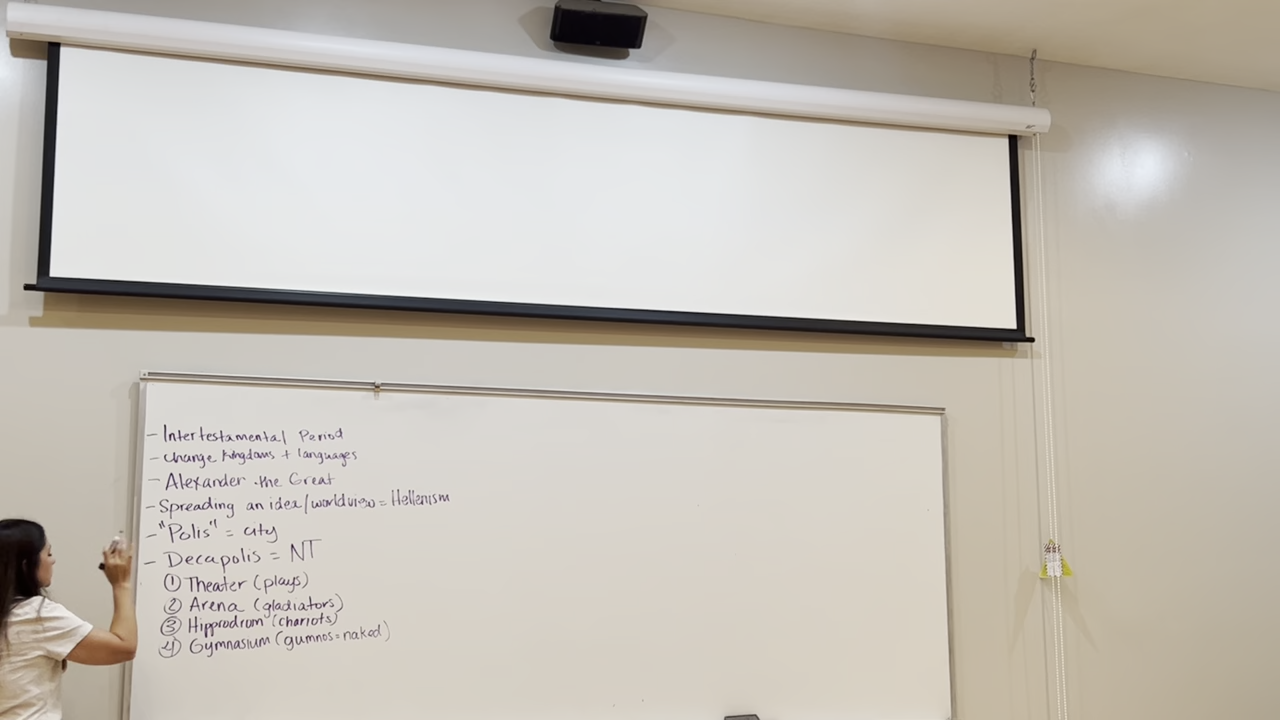 - Intertestamental Period
- Change Kingdoms + languages
- Alexander the Great
- Spreading an idea/worldview = Hellenism
- "Polis" = city
- Decapolis = NT
① Theater (plays)
② Arena (gladiators)
③ Hipprodrom (chariots)
④ Gymnasium (gumnos=naked)